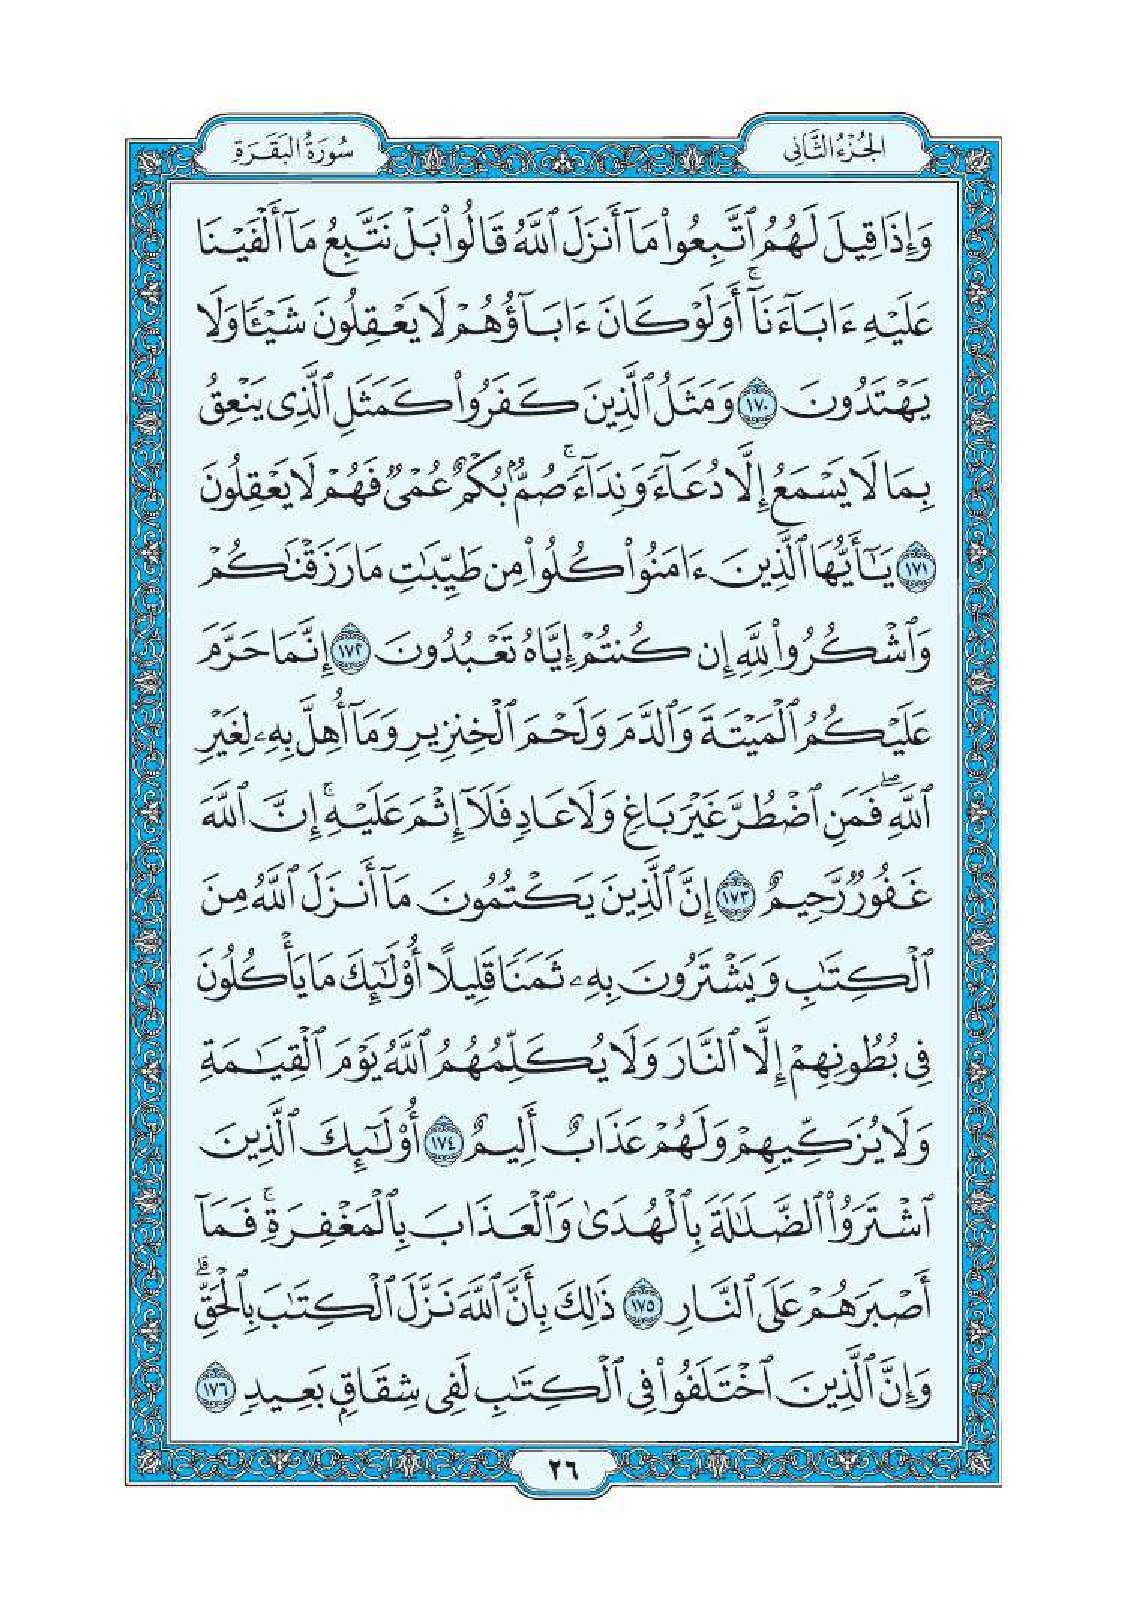 الجُزْءُ الثَّانِي
سُورَةُ البَقَرَةِ
وَإِذَا قِيلَ لَهُمُ ٱتَّبِعُوا۟ مَآ أَنزَلَ ٱللَّهُ قَالُوا۟ بَلْ نَتَّبِعُ مَآ أَلْفَيْنَا
عَلَيْهِ ءَابَآءَنَآ ۚ أَوَلَوْ كَانَ ءَابَآؤُهُمْ لَا يَعْقِلُونَ شَيْـًٔا وَلَا
يَهْتَدُونَ ١٧٠ وَمَثَلُ ٱلَّذِينَ كَفَرُوا۟ كَمَثَلِ ٱلَّذِى يَنْعِقُ
بِمَا لَا يَسْمَعُ إِلَّا دُعَآءً وَنِدَآءً ۚ صُمٌّۢ بُكْمٌ عُمْىٌ فَهُمْ لَا يَعْقِلُونَ
١٧١ يَـٰٓأَيُّهَا ٱلَّذِينَ ءَامَنُوا۟ كُلُوا۟ مِن طَيِّبَـٰتِ مَا رَزَقْنَـٰكُمْ
وَٱشْكُرُوا۟ لِلَّهِ إِن كُنتُمْ إِيَّاهُ تَعْبُدُونَ ١٧٢ إِنَّمَا حَرَّمَ
عَلَيْكُمُ ٱلْمَيْتَةَ وَٱلدَّمَ وَلَحْمَ ٱلْخِنزِيرِ وَمَآ أُهِلَّ بِهِۦ لِغَيْرِ
ٱللَّهِ ۖ فَمَنِ ٱضْطُرَّ غَيْرَ بَاغٍ وَلَا عَادٍ فَلَآ إِثْمَ عَلَيْهِ ۚ إِنَّ ٱللَّهَ
غَفُورٌ رَّحِيمٌ ١٧٣ إِنَّ ٱلَّذِينَ يَكْتُمُونَ مَآ أَنزَلَ ٱللَّهُ مِنَ
ٱلْكِتَـٰبِ وَيَشْتَرُونَ بِهِۦ ثَمَنًا قَلِيلًا أُو۟لَـٰٓئِكَ مَا يَأْكُلُونَ
فِى بُطُونِهِمْ إِلَّا ٱلنَّارَ وَلَا يُكَلِّمُهُمُ ٱللَّهُ يَوْمَ ٱلْقِيَـٰمَةِ
وَلَا يُزَكِّيهِمْ وَلَهُمْ عَذَابٌ أَلِيمٌ ١٧٤ أُو۟لَـٰٓئِكَ ٱلَّذِينَ
ٱشْتَرَوُا۟ ٱلضَّلَـٰلَةَ بِٱلْهُدَىٰ وَٱلْعَذَابَ بِٱلْمَغْفِرَةِ ۚ فَمَآ
أَصْبَرَهُمْ عَلَى ٱلنَّارِ ١٧٥ ذَٰلِكَ بِأَنَّ ٱللَّهَ نَزَّلَ ٱلْكِتَـٰبَ بِٱلْحَقِّ ۗ
وَإِنَّ ٱلَّذِينَ ٱخْتَلَفُوا۟ فِى ٱلْكِتَـٰبِ لَفِى شِقَاقٍۭ بَعِيدٍ ١٧٦
٢٦